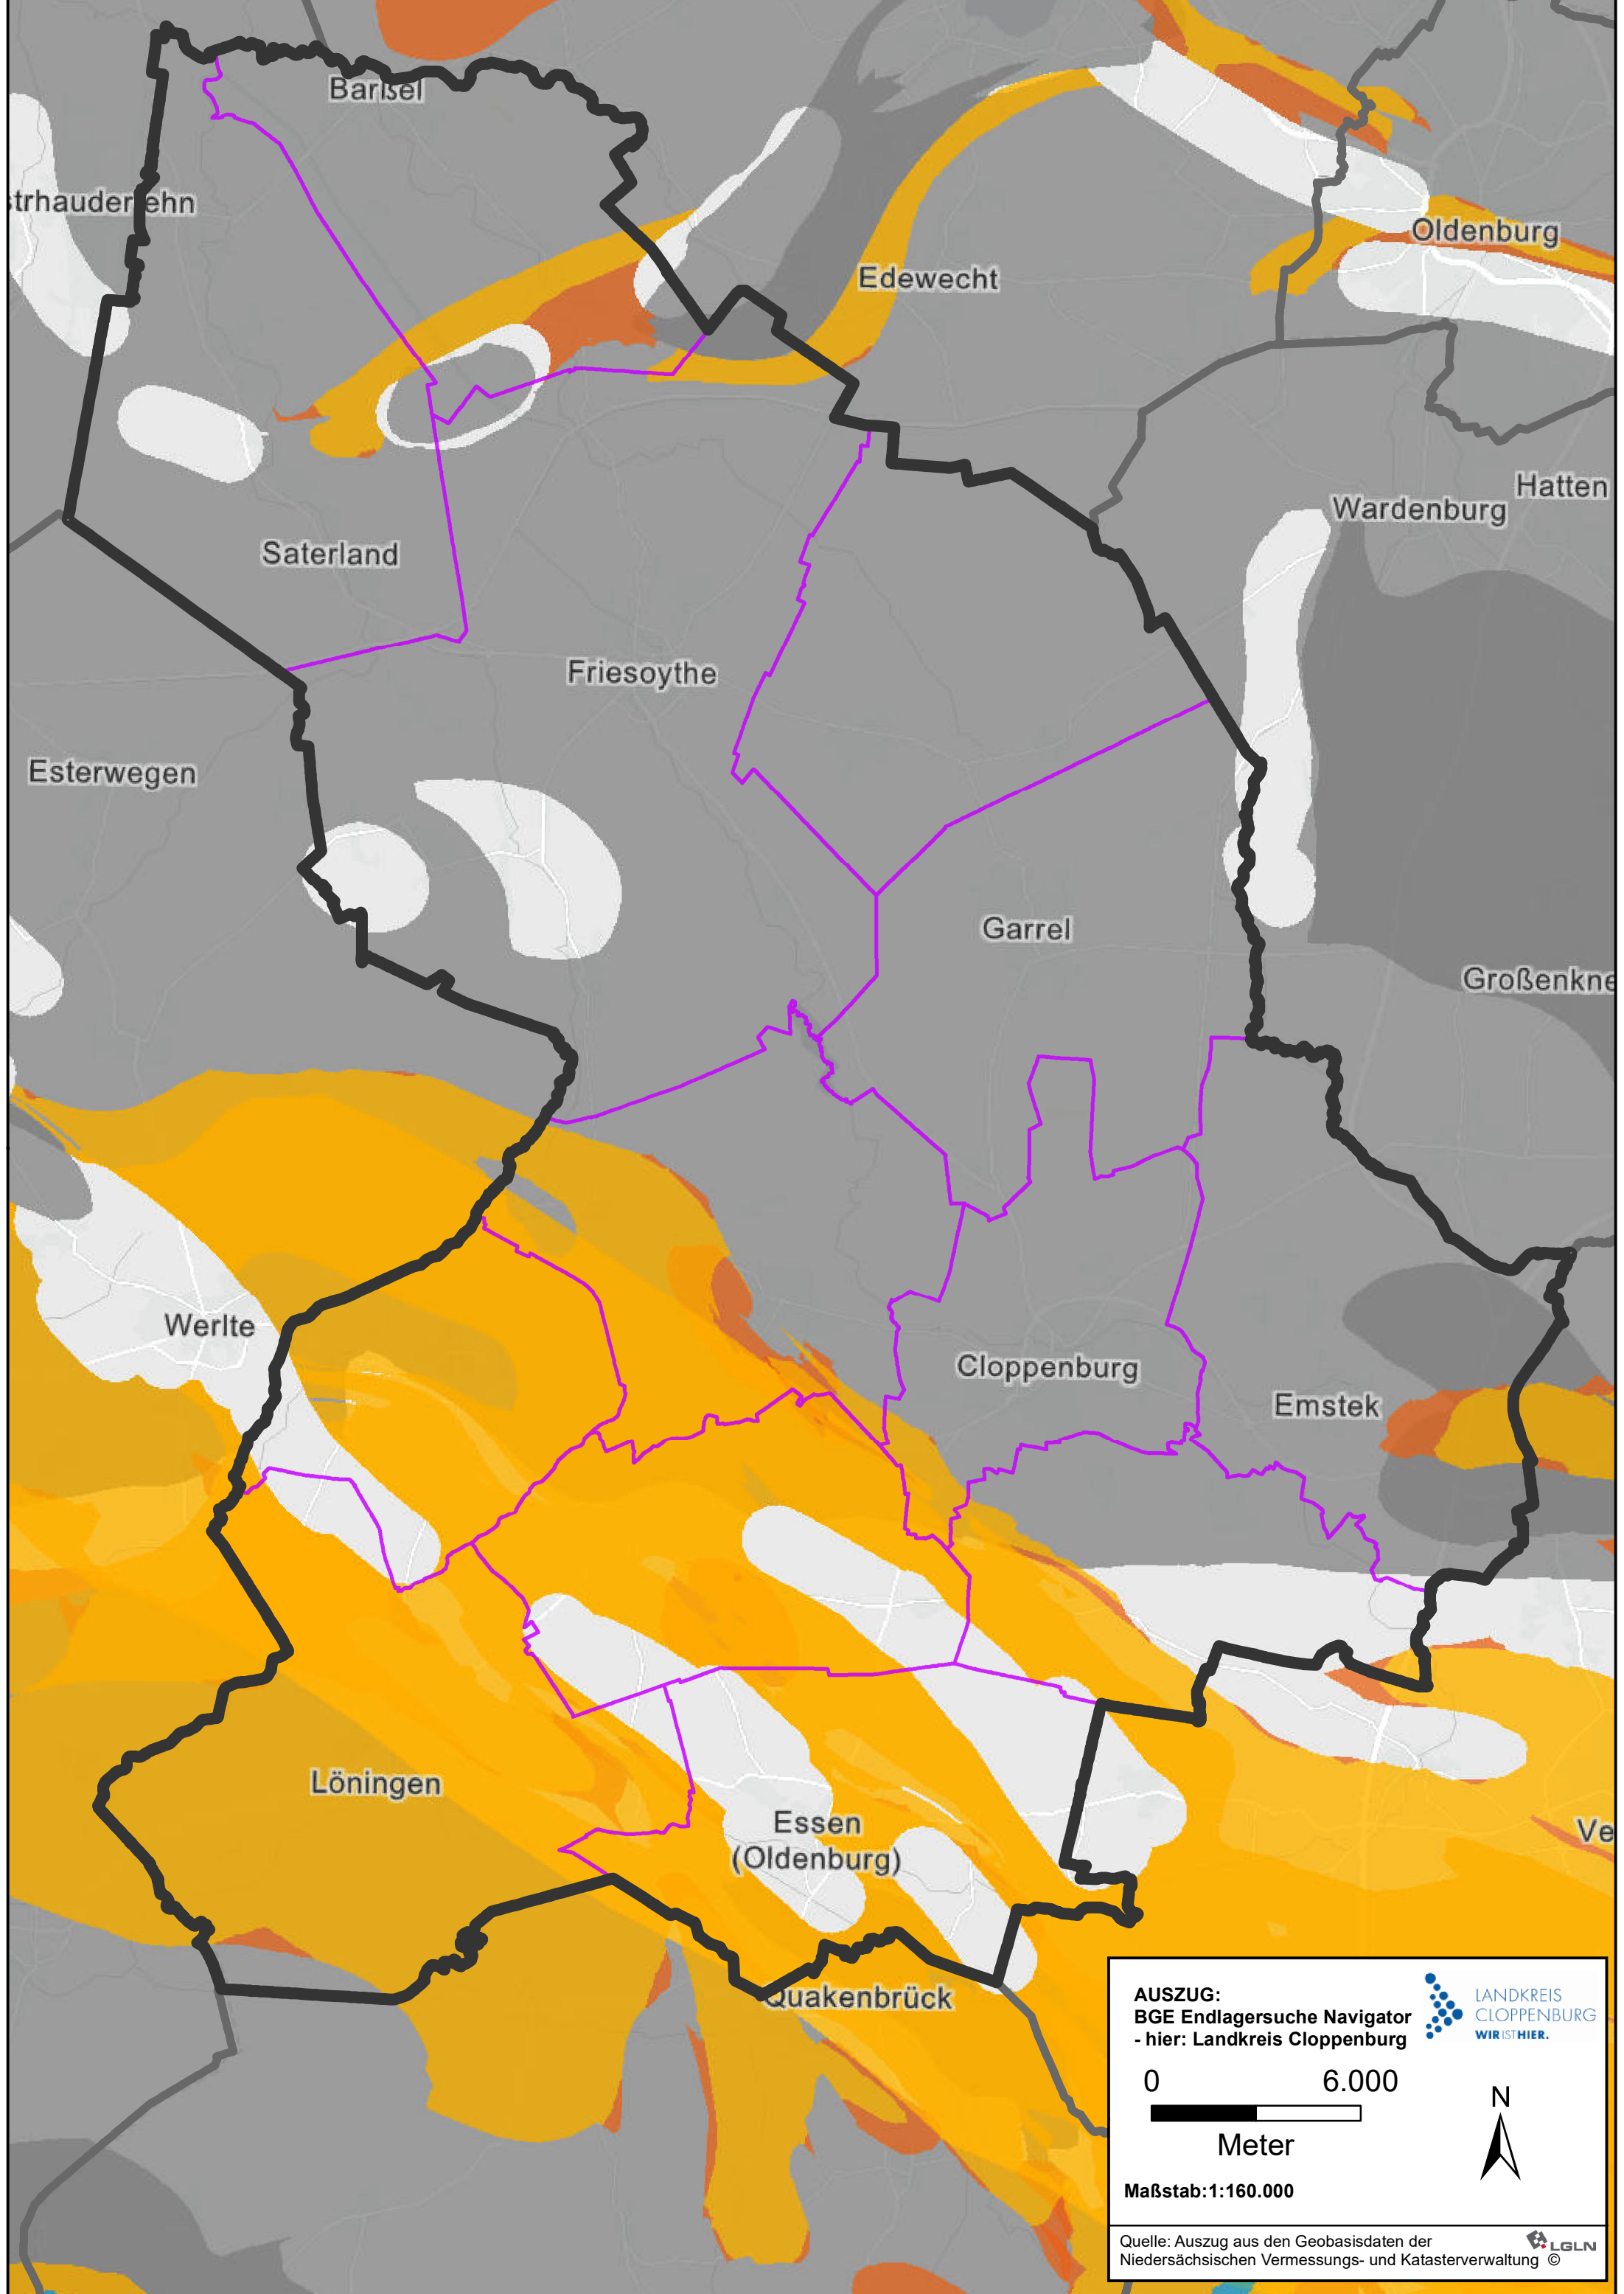 Barßel
strhauderfehn
Oldenburg
Edewecht
Hatten
Wardenburg
Saterland
Friesoythe
Esterwegen
Garrel
Großenkne
Werlte
Cloppenburg
Emstek
Löningen
Essen
(Oldenburg)
Ve
Quakenbrück
AUSZUG:
BGE Endlagersuche Navigator
- hier: Landkreis Cloppenburg
LANDKREIS
CLOPPENBURG
WIR IST HIER.
0 6.000
Meter
N
Maßstab:1:160.000
Quelle: Auszug aus den Geobasisdaten der
Niedersächsischen Vermessungs- und Katasterverwaltung ©
LGLN